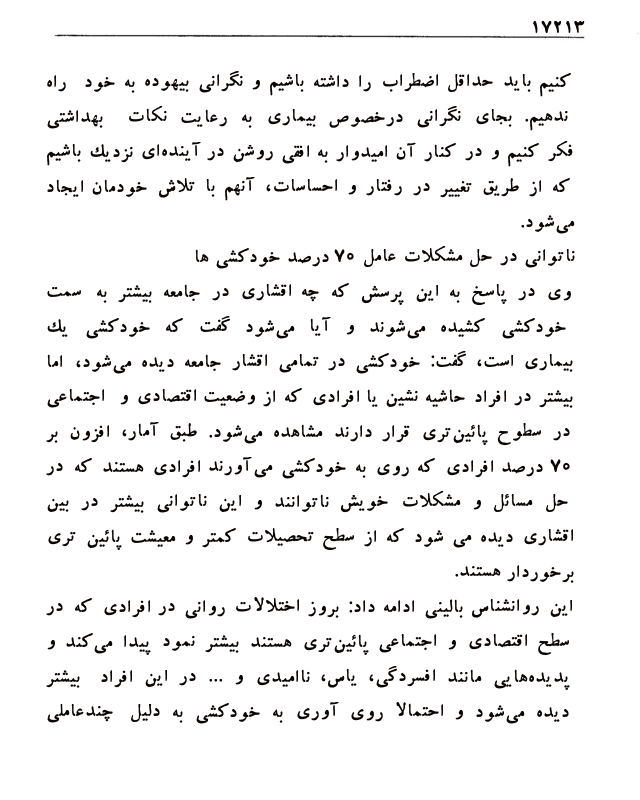 ۱۷۲۱۳
کنیم باید حداقل اضطراب را داشته باشیم و نگرانی بیهوده به خود راه
ندهیم. بجای نگرانی درخصوص بیماری به رعایت نکات بهداشتی
فکر کنیم و در کنار آن امیدوار به افقی روشن در آینده‌ای نزدیك باشیم
که از طریق تغییر در رفتار و احساسات، آنهم با تلاش خودمان ایجاد
می‌شود.
ناتوانی در حل مشکلات عامل ۷۰ درصد خودکشی ها
وی در پاسخ به این پرسش که چه اقشاری در جامعه بیشتر به سمت
خودکشی کشیده می‌شوند و آیا می‌شود گفت که خودکشی یك
بیماری است، گفت: خودکشی در تمامی اقشار جامعه دیده می‌شود، اما
بیشتر در افراد حاشیه نشین یا افرادی که از وضعیت اقتصادی و اجتماعی
در سطوح پائین‌تری قرار دارند مشاهده می‌شود. طبق آمار، افزون بر
۷۰ درصد افرادی که روی به خودکشی می‌آورند افرادی هستند که در
حل مسائل و مشکلات خویش ناتوانند و این ناتوانی بیشتر در بین
اقشاری دیده می شود که از سطح تحصیلات کمتر و معیشت پائین تری
برخوردار هستند.
این روانشناس بالینی ادامه داد: بروز اختلالات روانی در افرادی که در
سطح اقتصادی و اجتماعی پائین‌تری هستند بیشتر نمود پیدا می‌کند و
پدیده‌هایی مانند افسردگی، یاس، ناامیدی و ... در این افراد بیشتر
دیده می‌شود و احتمالا روی آوری به خودکشی به دلیل چندعاملی